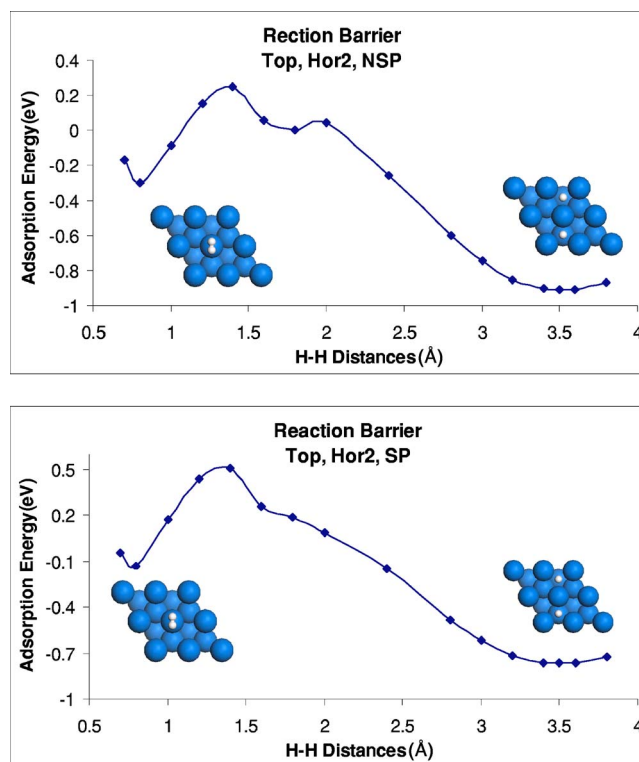 Rection Barrier
Top, Hor2, NSP
Adsorption Energy(eV)
0.4
0.2
0
-0.2
-0.4
-0.6
-0.8
-1
0.5 1 1.5 2 2.5 3 3.5 4
H-H Distances(Å)
Reaction Barrier
Top, Hor2, SP
Adsorption Energy(eV)
0.5
0.2
-0.1
-0.4
-0.7
-1
0.5 1 1.5 2 2.5 3 3.5 4
H-H Distances(Å)